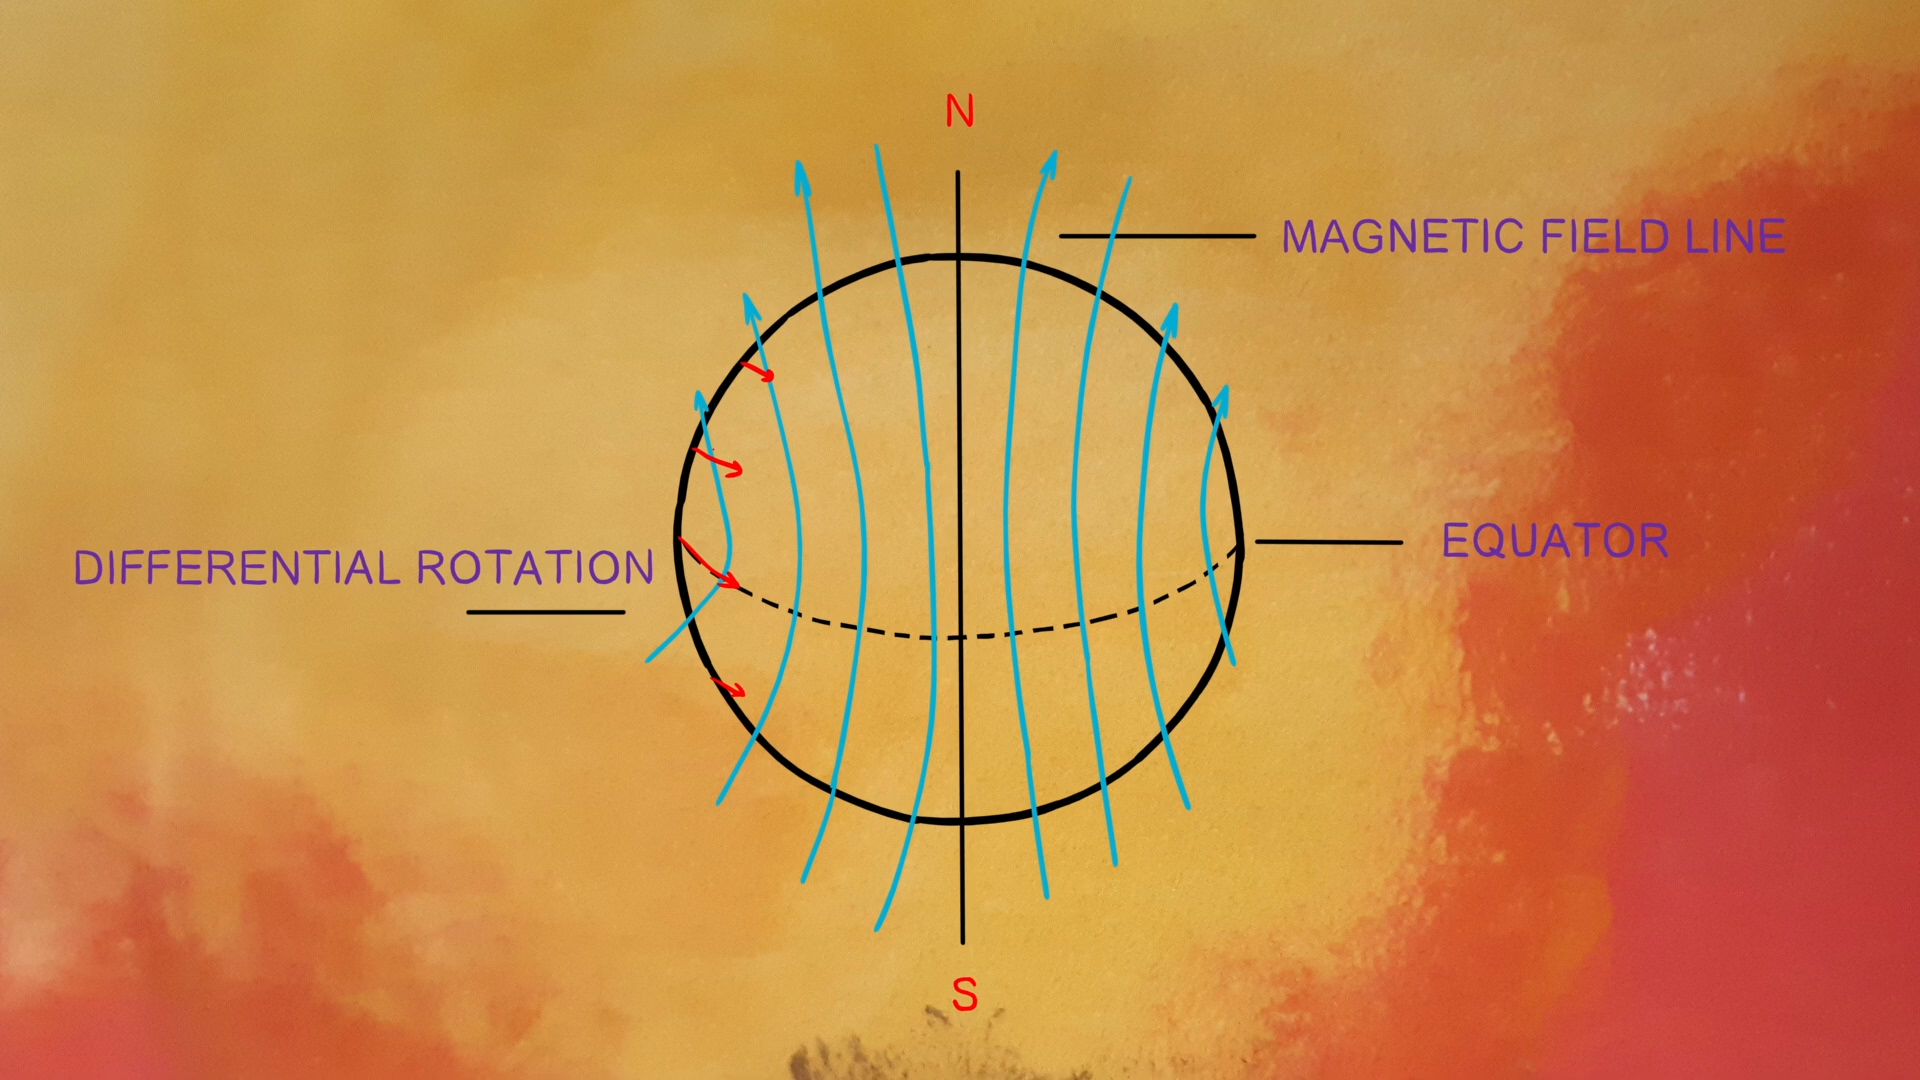 N
MAGNETIC FIELD LINE
EQUATOR
DIFFERENTIAL ROTATION
S